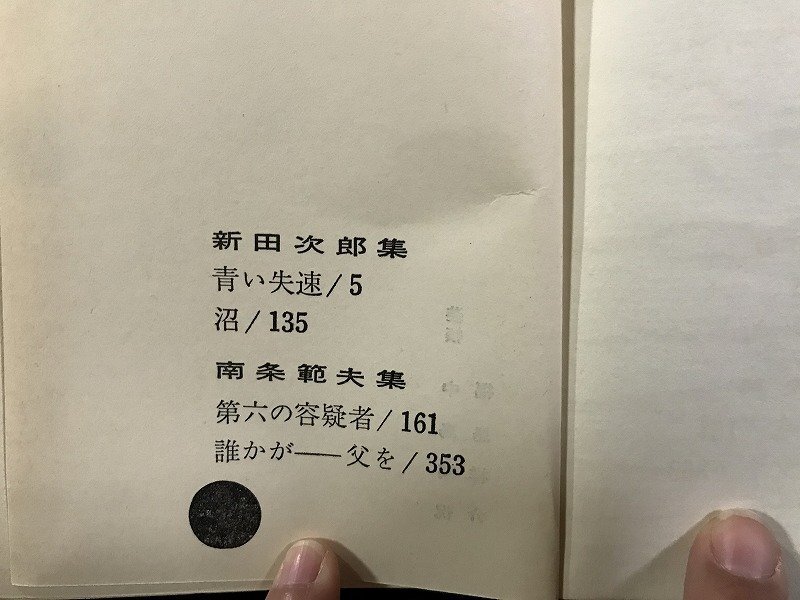 新田次郎集
青い失速/5
沼/135
南条範夫集
第六の容疑者/161
誰かが——父を/353